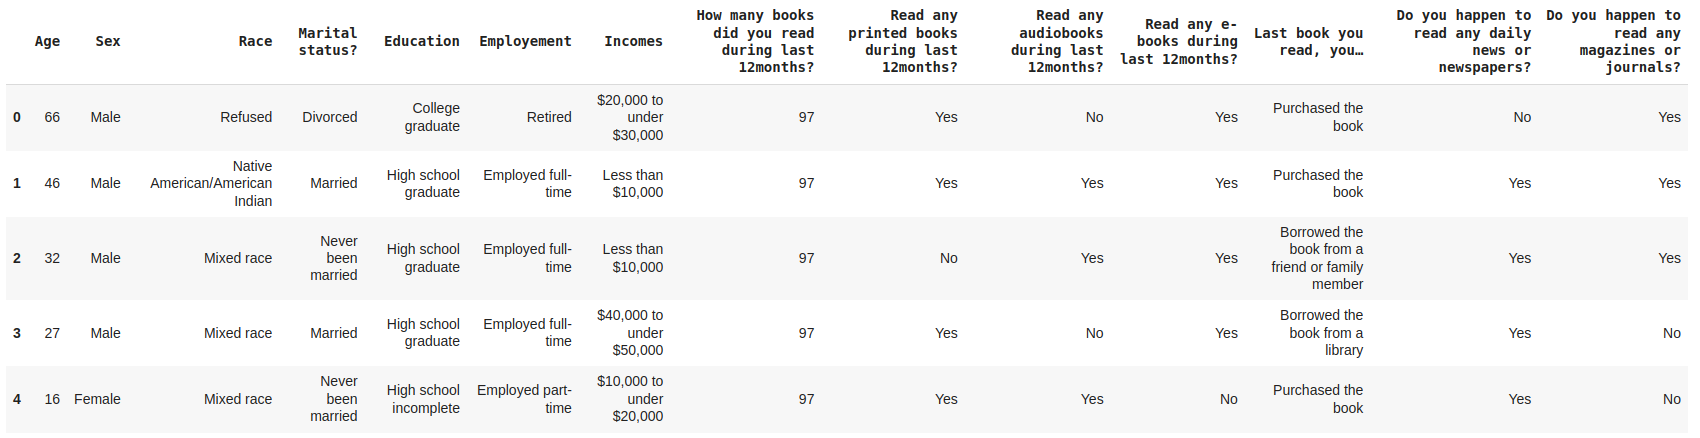 Age Sex Race Marital status? Education Employement Incomes How many books did you read during last 12months? Read any printed books during last 12months? Read any audiobooks during last 12months? Read any e-books during last 12months? Last book you read, you… Do you happen to read any daily news or newspapers? Do you happen to read any magazines or journals?
0 66 Male Refused Divorced College graduate Retired $20,000 to under $30,000 97 Yes No Yes Purchased the book No Yes
1 46 Male Native American/American Indian Married High school graduate Employed full-time Less than $10,000 97 Yes Yes Yes Purchased the book Yes Yes
2 32 Male Mixed race Never been married High school graduate Employed full-time Less than $10,000 97 No Yes Yes Borrowed the book from a friend or family member Yes Yes
3 27 Male Mixed race Married High school graduate Employed full-time $40,000 to under $50,000 97 Yes No Yes Borrowed the book from a library Yes No
4 16 Female Mixed race Never been married High school incomplete Employed part-time $10,000 to under $20,000 97 Yes Yes No Purchased the book Yes No